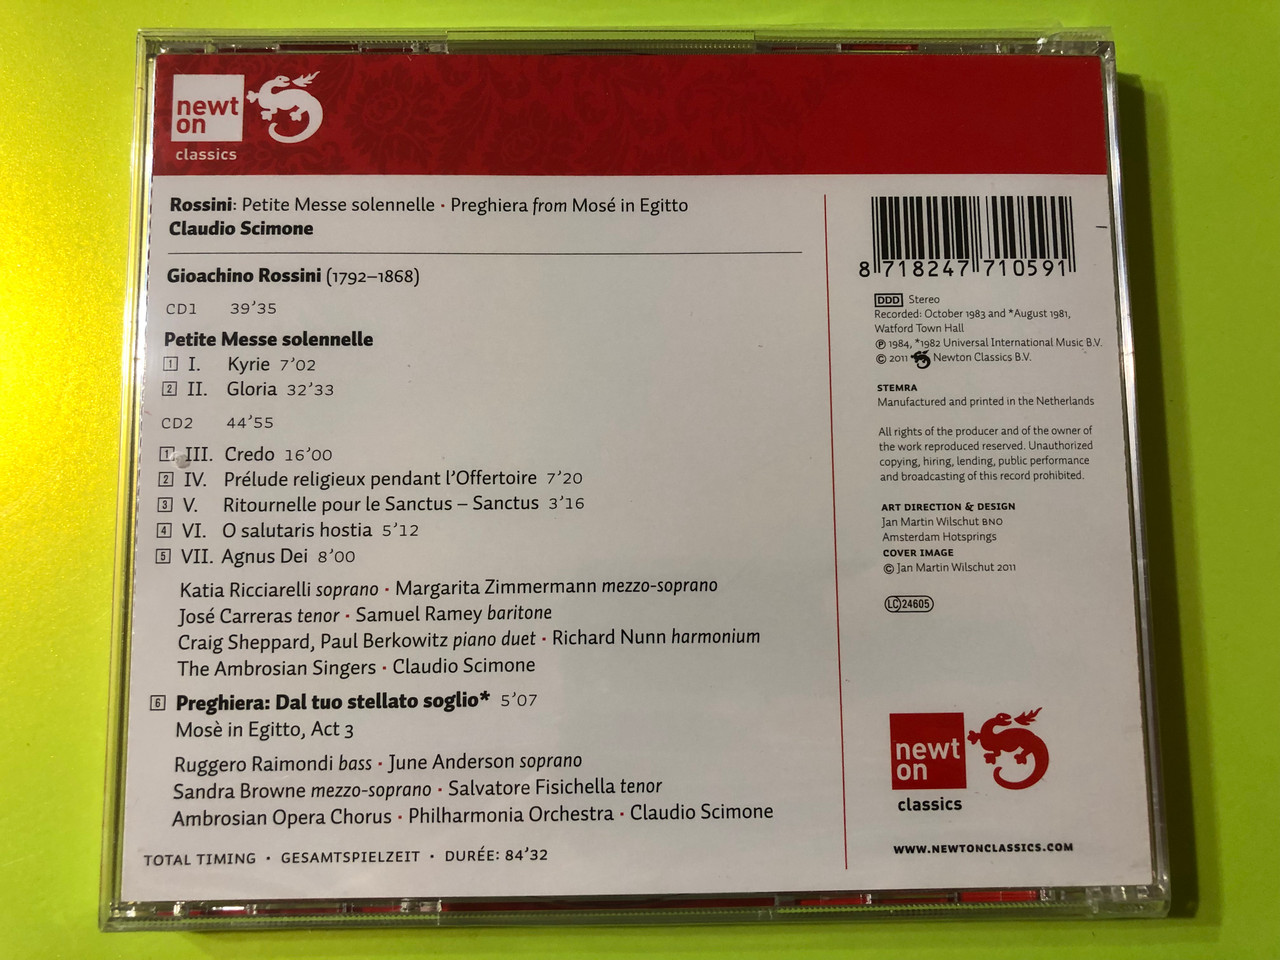 newt
on
classics
Rossini: Petite Messe solennelle · Preghiera from Mosé in Egitto
Claudio Scimone
Gioachino Rossini (1792–1868)
CD1 39’35
Petite Messe solennelle
1 I. Kyrie 7’02
2 II. Gloria 32’33
CD2 44’55
1 III. Credo 16’00
2 IV. Prélude religieux pendant l’Offertoire 7’20
3 V. Ritournelle pour le Sanctus – Sanctus 3’16
4 VI. O salutaris hostia 5’12
5 VII. Agnus Dei 8’00
Katia Ricciarelli soprano · Margarita Zimmermann mezzo-soprano
José Carreras tenor · Samuel Ramey baritone
Craig Sheppard, Paul Berkowitz piano duet · Richard Nunn harmonium
The Ambrosian Singers · Claudio Scimone
6 Preghiera: Dal tuo stellato soglio* 5’07
Mosè in Egitto, Act 3
Ruggero Raimondi bass · June Anderson soprano
Sandra Browne mezzo-soprano · Salvatore Fisichella tenor
Ambrosian Opera Chorus · Philharmonia Orchestra · Claudio Scimone
TOTAL TIMING · GESAMTSPIELZEIT · DURÉE: 84’32
8 718247 710591
DDD Stereo
Recorded: October 1983 and *August 1981,
Watford Town Hall
℗ 1984, *1982 Universal International Music B.V.
© 2011 Newton Classics B.V.
STEMRA
Manufactured and printed in the Netherlands
All rights of the producer and of the owner of
the work reproduced reserved. Unauthorized
copying, hiring, lending, public performance
and broadcasting of this record prohibited.
ART DIRECTION & DESIGN
Jan Martin Wilschut BNO
Amsterdam Hotsprings
COVER IMAGE
© Jan Martin Wilschut 2011
LC 24605
newt
on
classics
WWW.NEWTONCLASSICS.COM